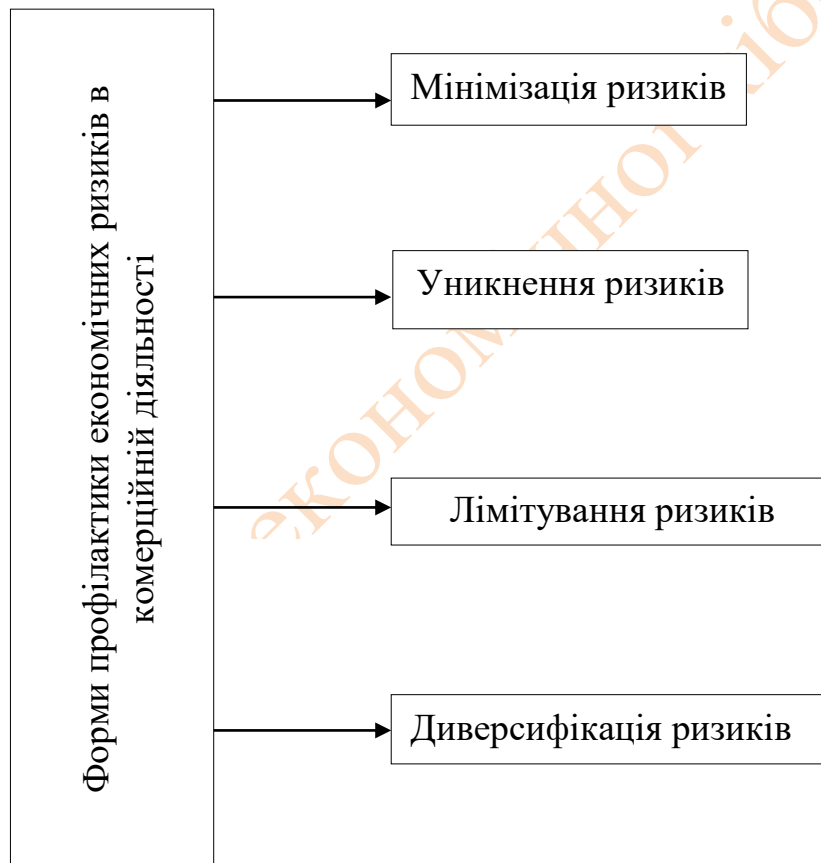 Форми профілактики економічних ризиків в
комерційній діяльності
Мінімізація ризиків
Уникнення ризиків
Лімітування ризиків
Диверсифікація ризиків